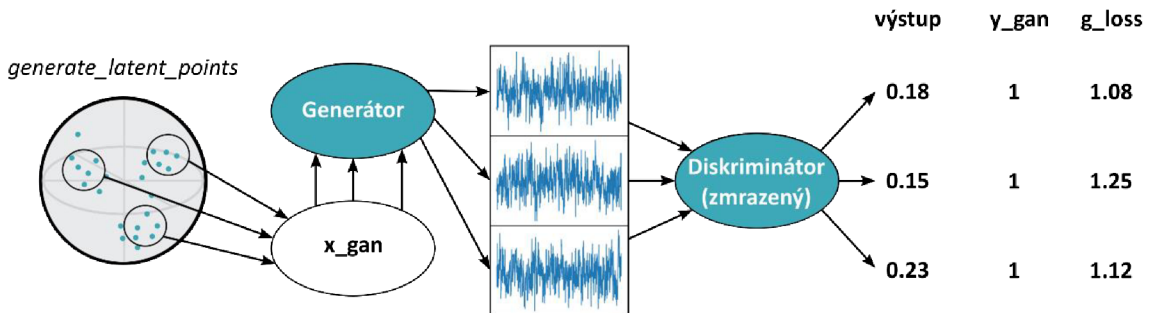 výstup y_gan g_loss
generate_latent_points
Generátor
0.18 1 1.08
Diskriminátor
(zmrazený)
0.15 1 1.25
x_gan
0.23 1 1.12